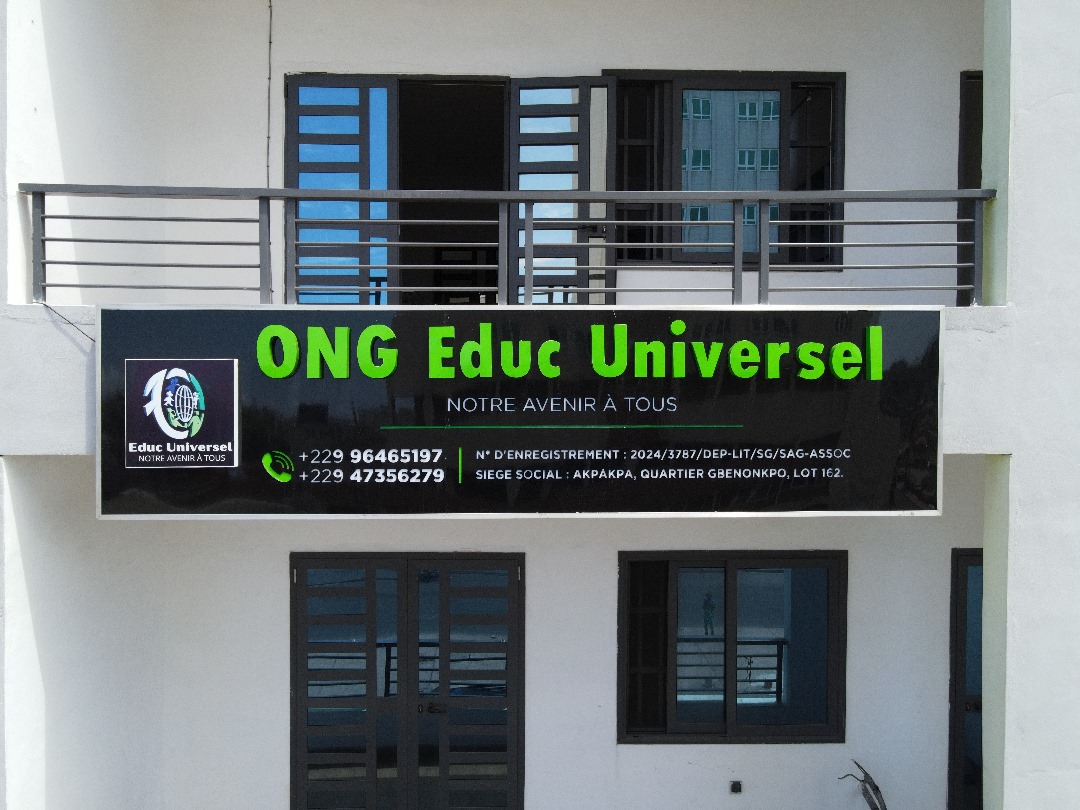 ONG Educ Universel
NOTRE AVENIR À TOUS
Educ Universel
NOTRE AVENIR À TOUS
+229 96465197
+229 47356279
N° D'ENREGISTREMENT : 2024/3787/DEP-LIT/SG/SAG-ASSOC
SIEGE SOCIAL : AKPAKPA, QUARTIER GBENONKPO, LOT 162.